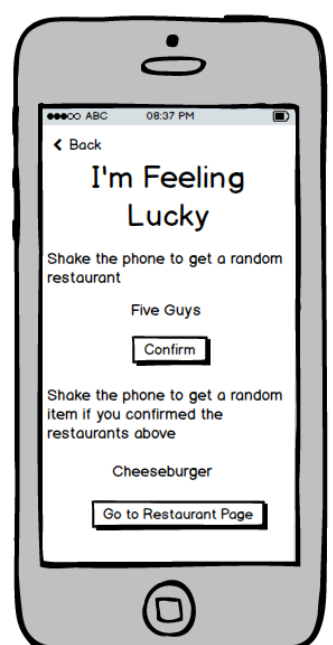 ABC 08:37 PM
Back
I'm Feeling
Lucky
Shake the phone to get a random
restaurant
Five Guys
Confirm
Shake the phone to get a random
item if you confirmed the
restaurants above
Cheeseburger
Go to Restaurant Page